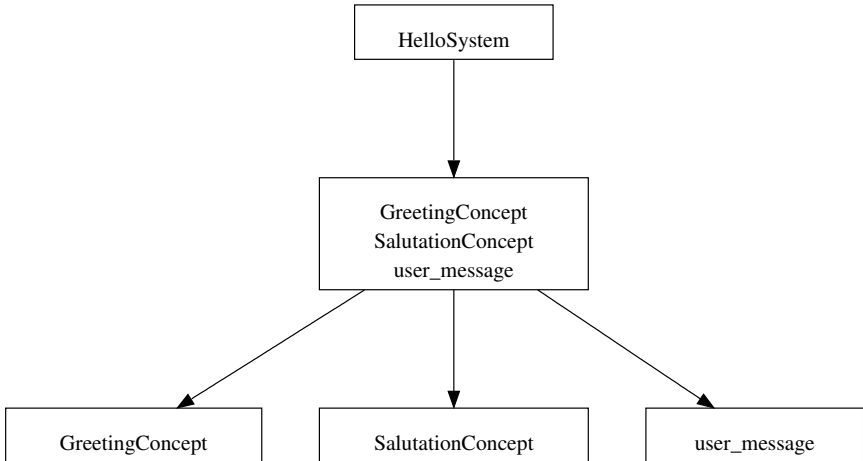 HelloSystem
GreetingConcept
SalutationConcept
user_message
GreetingConcept
SalutationConcept
user_message